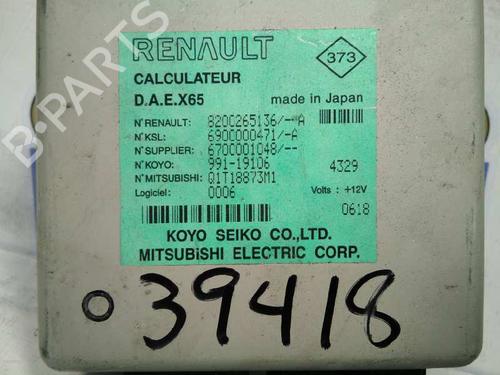 RENAULT 373
CALCULATEUR
D.A.E.X65 made in Japan
N°RENAULT: 8200265136/--A
N°KSL: 6900000471/-A
N°SUPPLIER: 6700001048/--
N°KOYO: 991-19106 4329
N°MITSUBISHI: Q1T18873M1
Logiciel: 0006 Volts: +12V
0618
KOYO SEIKO CO.,LTD.
MITSUBISHI ELECTRIC CORP.
39418
B-PARTS